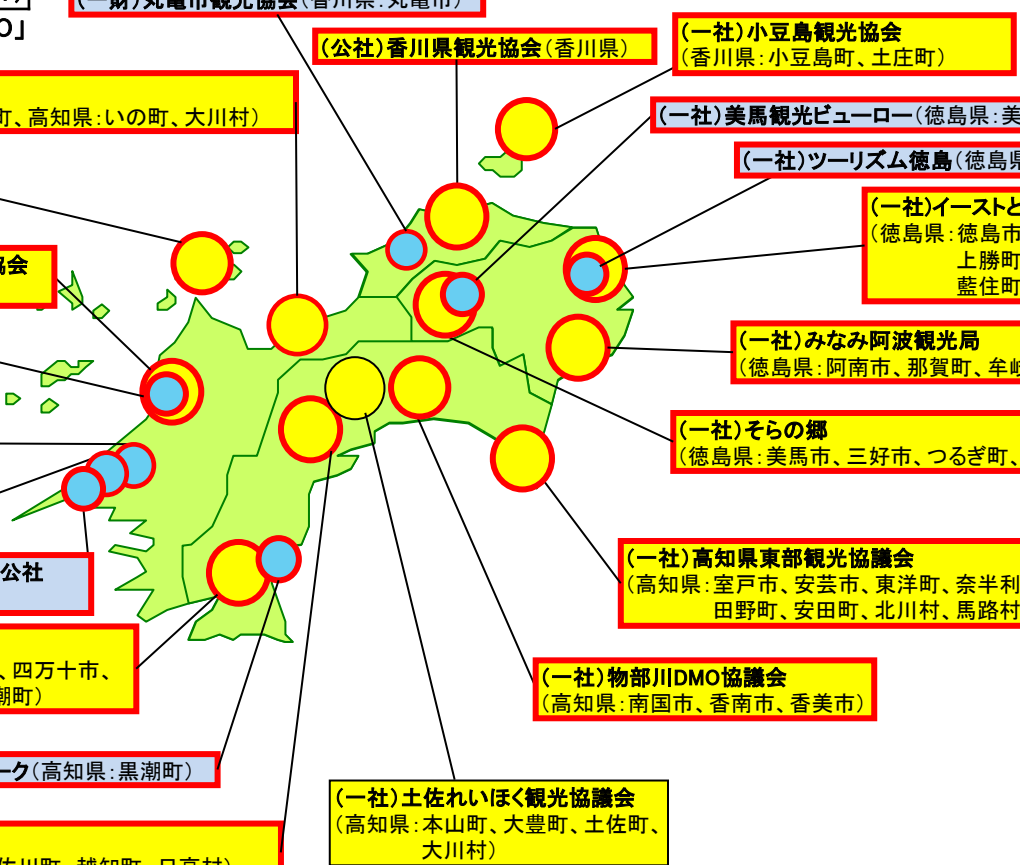 (一財)丸亀市観光協会(香川県:丸亀市)
O」
(公社)香川県観光協会(香川県)
(一社)小豆島観光協会
(香川県:小豆島町、土庄町)
町、高知県:いの町、大川村)
(一社)美馬観光ビューロー(徳島県:美
(一社)ツーリズム徳島(徳島県
(一社)イーストと
(徳島県:徳島市
上勝町
藍住町
協会
(一社)みなみ阿波観光局
(徳島県:阿南市、那賀町、牟岐
(一社)そらの郷
(徳島県:美馬市、三好市、つるぎ町、
(一社)高知県東部観光協議会
(高知県:室戸市、安芸市、東洋町、奈半利
田野町、安田町、北川村、馬路村
公社
、四万十市、
潮町)
(一社)物部川DMO協議会
(高知県:南国市、香南市、香美市)
ーク(高知県:黒潮町)
(一社)土佐れいほく観光協議会
(高知県:本山町、大豊町、土佐町、
大川村)
佐川町、越知町、日高村)